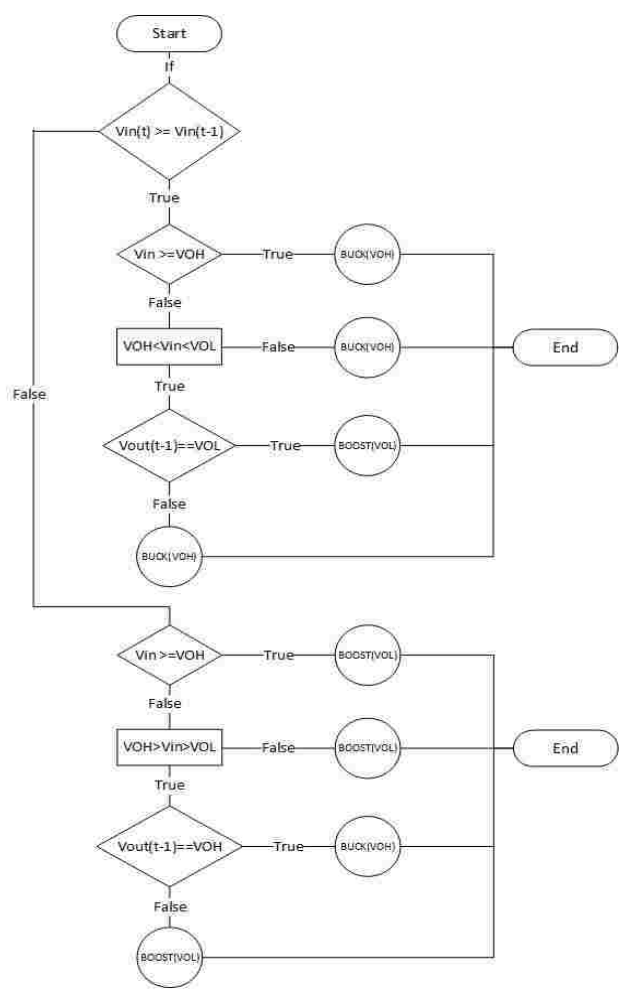 Start
If
Vin(t) >= Vin(t-1)
True
Vin >=VOH
True
BUCK(VOH)
False
VOH<Vin<VOL
False
BUCK(VOH)
End
True
False
Vout(t-1)==VOL
True
BOOST(VOL)
False
BUCK(VOH)
Vin >=VOH
True
BOOST(VOL)
False
VOH>Vin>VOL
False
BOOST(VOL)
End
True
Vout(t-1)==VOH
True
BUCK(VOH)
False
BOOST(VOL)